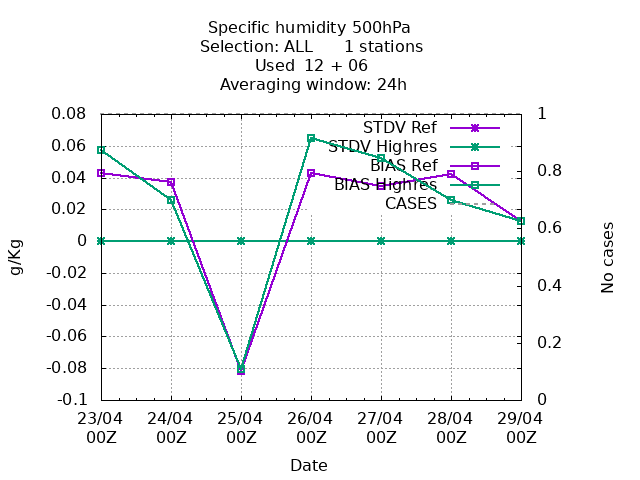 Specific humidity 500hPa
Selection: ALL 1 stations
Used 12 + 06
Averaging window: 24h
0.08
0.06
0.04
0.02
0
-0.02
-0.04
-0.06
-0.08
-0.1
g/Kg
STDV Ref
STDV Highres
BIAS Ref
BIAS Highres
CASES
1
0.8
0.6
0.4
0.2
0
No cases
23/04 24/04 25/04 26/04 27/04 28/04 29/04
00Z 00Z 00Z 00Z 00Z 00Z 00Z
Date